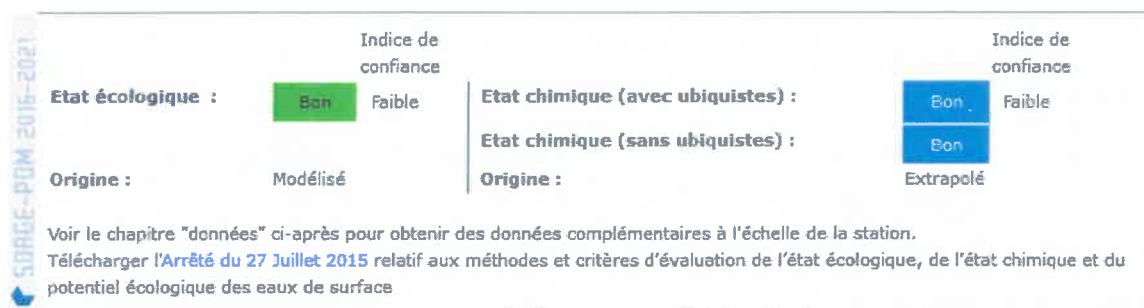 SDAGE-PDM 2016-2021
Indice de
confiance
Indice de
confiance
Etat écologique : Bon Faible
Etat chimique (avec ubiquistes) : Bon Faible
Etat chimique (sans ubiquistes) : Bon
Origine : Modélisé
Origine : Extrapolé
Voir le chapitre "données" ci-après pour obtenir des données complémentaires à l'échelle de la station.
Télécharger l'Arrêté du 27 Juillet 2015 relatif aux méthodes et critères d'évaluation de l'état écologique, de l'état chimique et du
potentiel écologique des eaux de surface